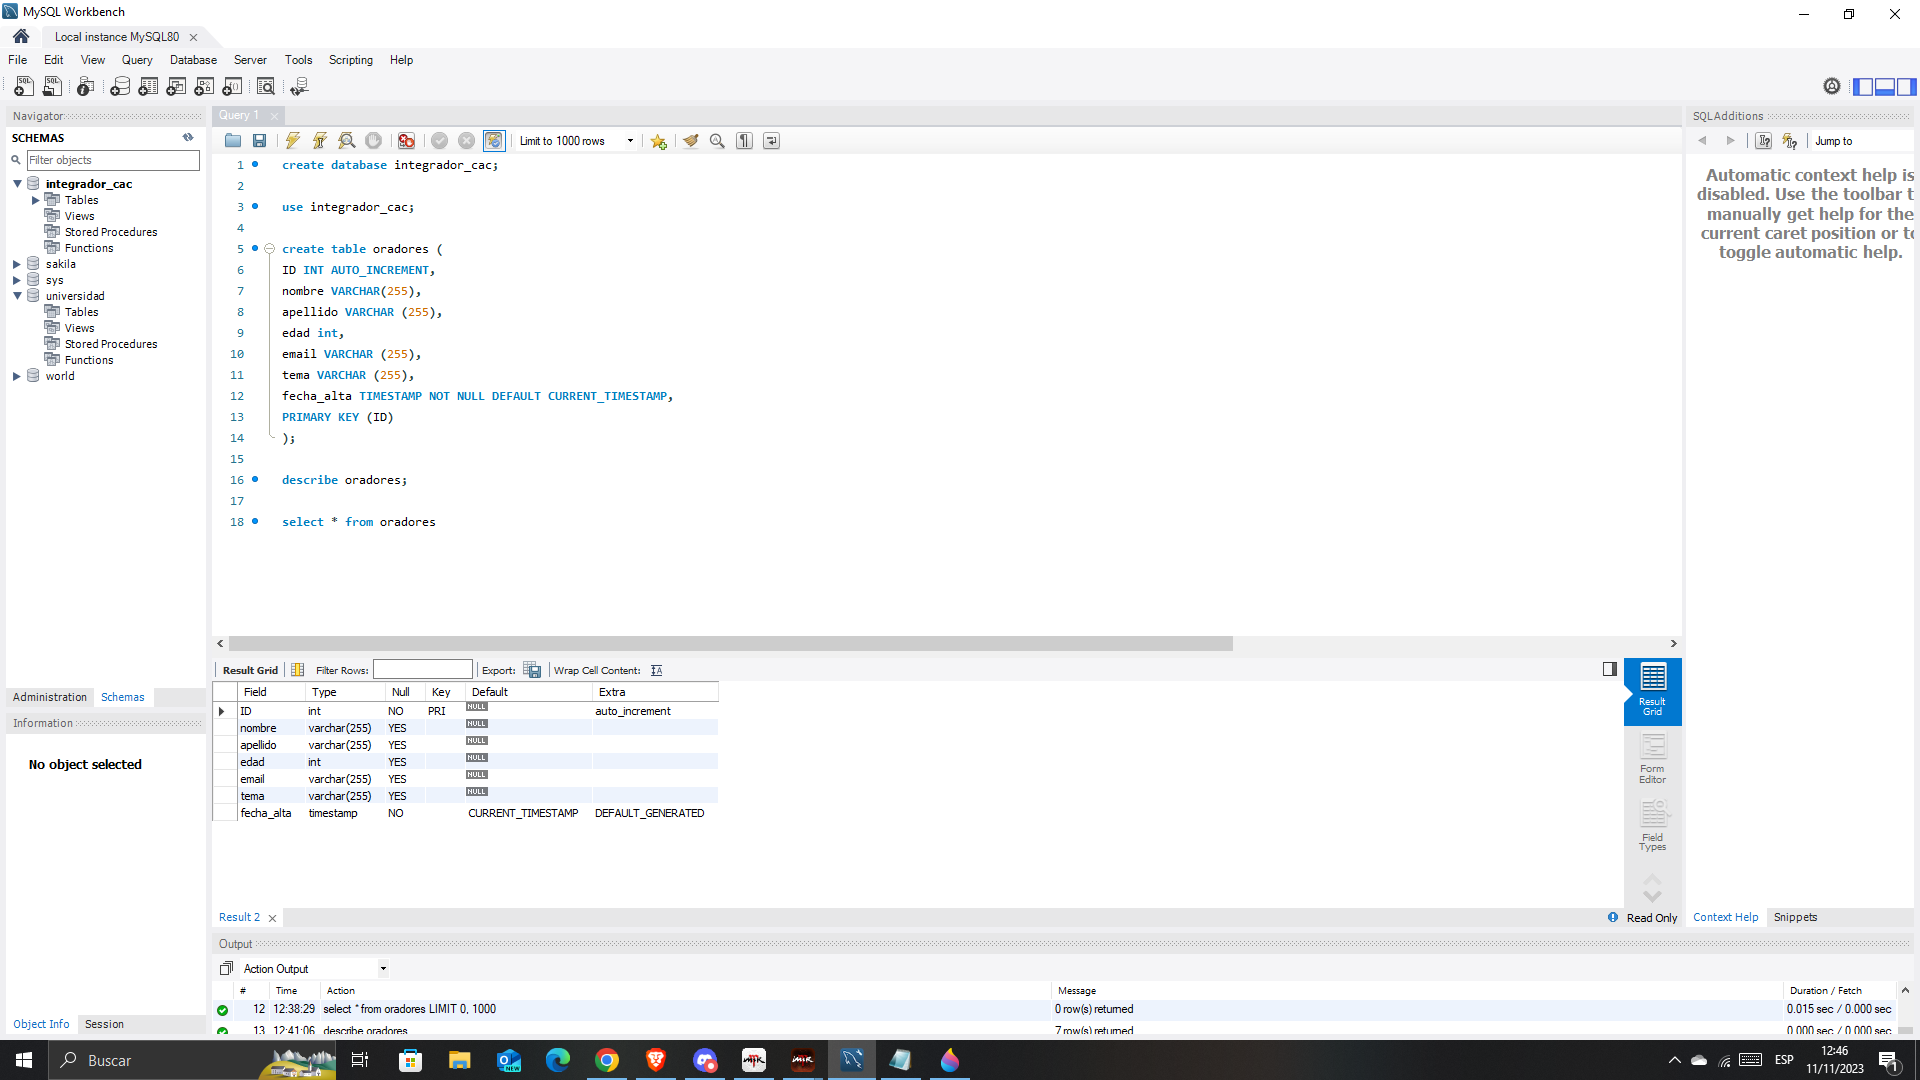 MySQL Workbench
Local instance MySQL80
File Edit View Query Database Server Tools Scripting Help
Navigator
SCHEMAS
Filter objects
integrador_cac
Tables
Views
Stored Procedures
Functions
sakila
sys
universidad
Tables
Views
Stored Procedures
Functions
world
Administration Schemas
Information
No object selected
Object Info Session
Query 1
Limit to 1000 rows
1 create database integrador_cac;
2
3 use integrador_cac;
4
5 create table oradores (
6 ID INT AUTO_INCREMENT,
7 nombre VARCHAR(255),
8 apellido VARCHAR (255),
9 edad int,
10 email VARCHAR (255),
11 tema VARCHAR (255),
12 fecha_alta TIMESTAMP NOT NULL DEFAULT CURRENT_TIMESTAMP,
13 PRIMARY KEY (ID)
14 );
15
16 describe oradores;
17
18 select * from oradores
Result Grid Filter Rows: Export: Wrap Cell Content:
Field Type Null Key Default Extra
ID int NO PRI NULL auto_increment
nombre varchar(255) YES NULL
apellido varchar(255) YES NULL
edad int YES NULL
email varchar(255) YES NULL
tema varchar(255) YES NULL
fecha_alta timestamp NO CURRENT_TIMESTAMP DEFAULT_GENERATED
Result
Grid
Form
Editor
Field
Types
Result 2
Read Only
SQLAdditions
Jump to
Automatic context help is
disabled. Use the toolbar t
manually get help for the
current caret position or to
toggle automatic help.
Context Help Snippets
Output
Action Output
# Time Action Message Duration / Fetch
12 12:38:29 select * from oradores LIMIT 0, 1000 0 row(s) returned 0.015 sec / 0.000 sec
13 12:41:06 describe oradores 7 row(s) returned 0.000 sec / 0.000 sec
Buscar
NEW
ESP
12:46
11/11/2023
1